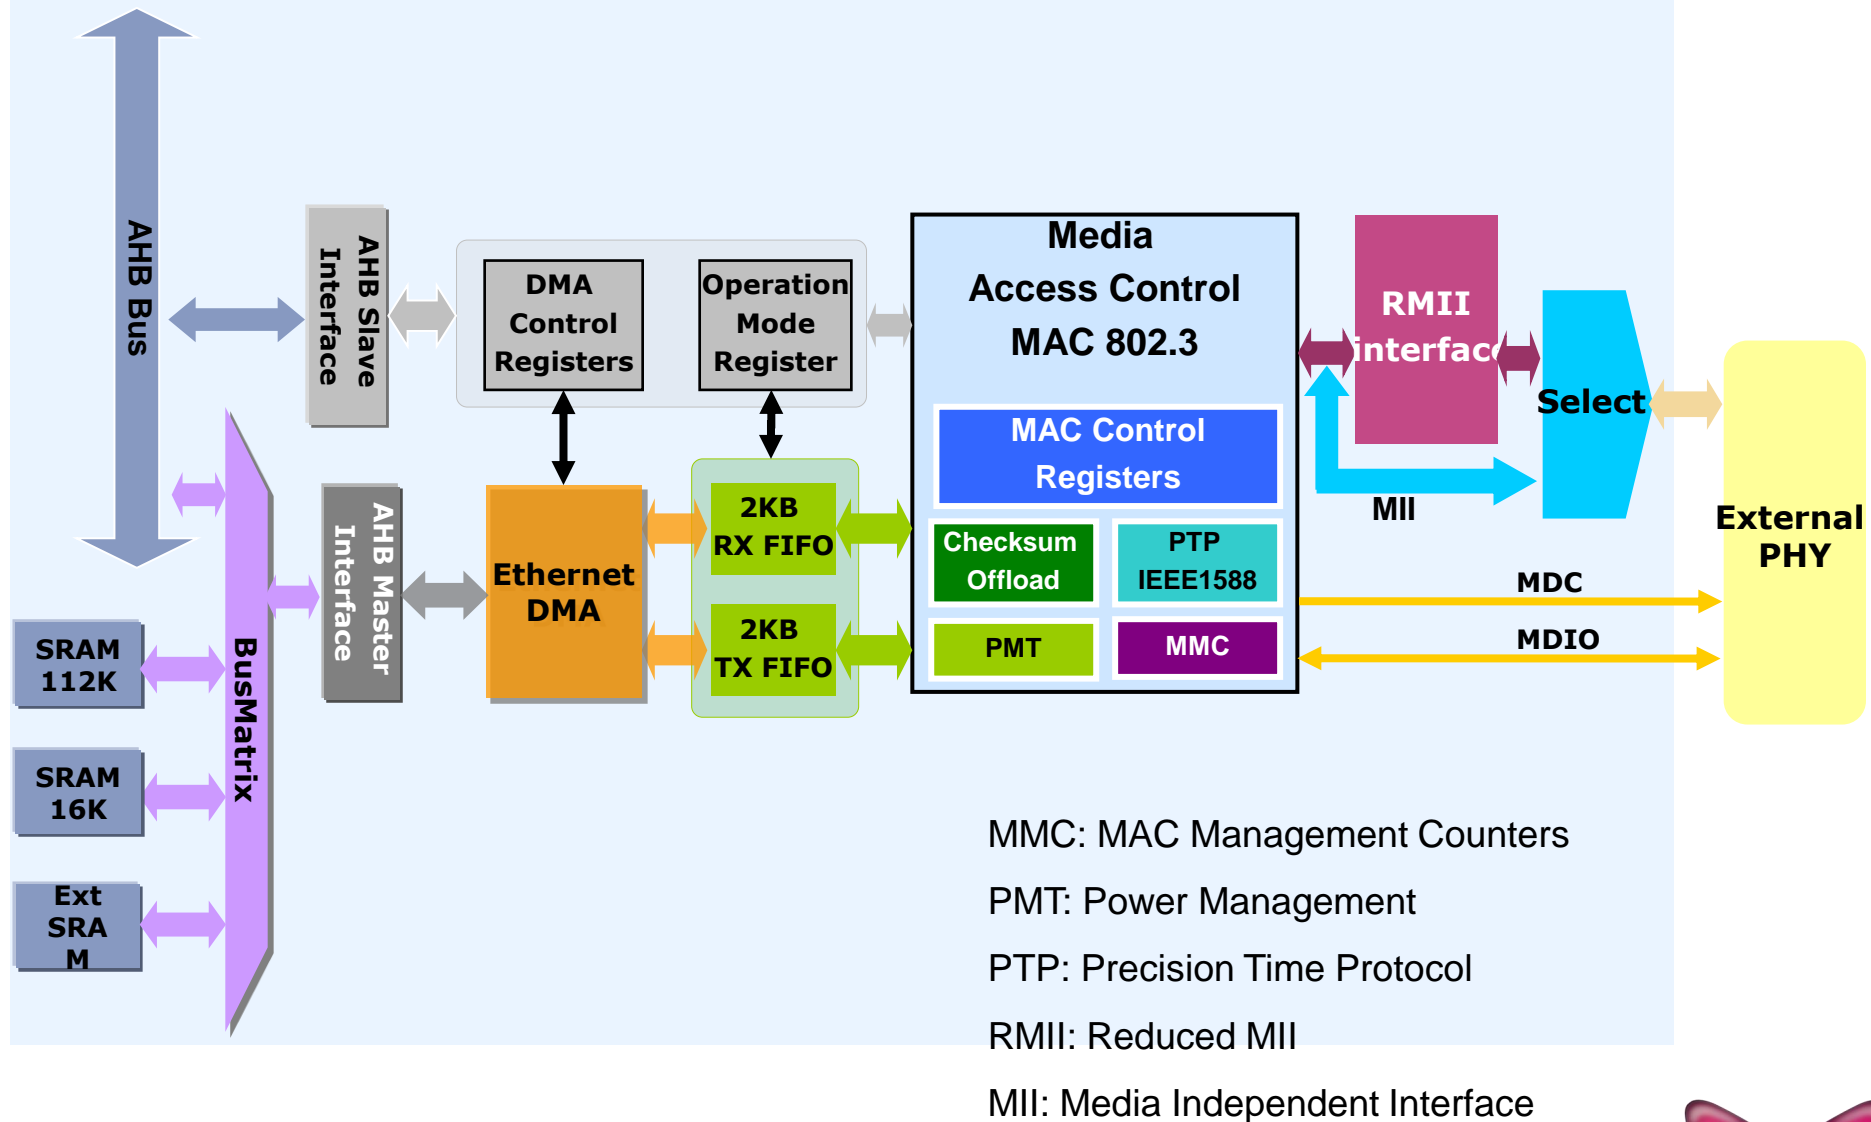 AHB Bus
AHB Slave
Interface
DMA
Control
Registers
Operation
Mode
Register
Media
Access Control
MAC 802.3
RMII
interface
Select
MAC Control
Registers
MII
External
PHY
BusMatrix
AHB Master
Interface
Ethernet
DMA
2KB
RX FIFO
2KB
TX FIFO
Checksum
Offload
PTP
IEEE1588
PMT
MMC
MDC
MDIO
SRAM
112K
SRAM
16K
Ext
SRA
M
MMC: MAC Management Counters
PMT: Power Management
PTP: Precision Time Protocol
RMII: Reduced MII
MII: Media Independent Interface